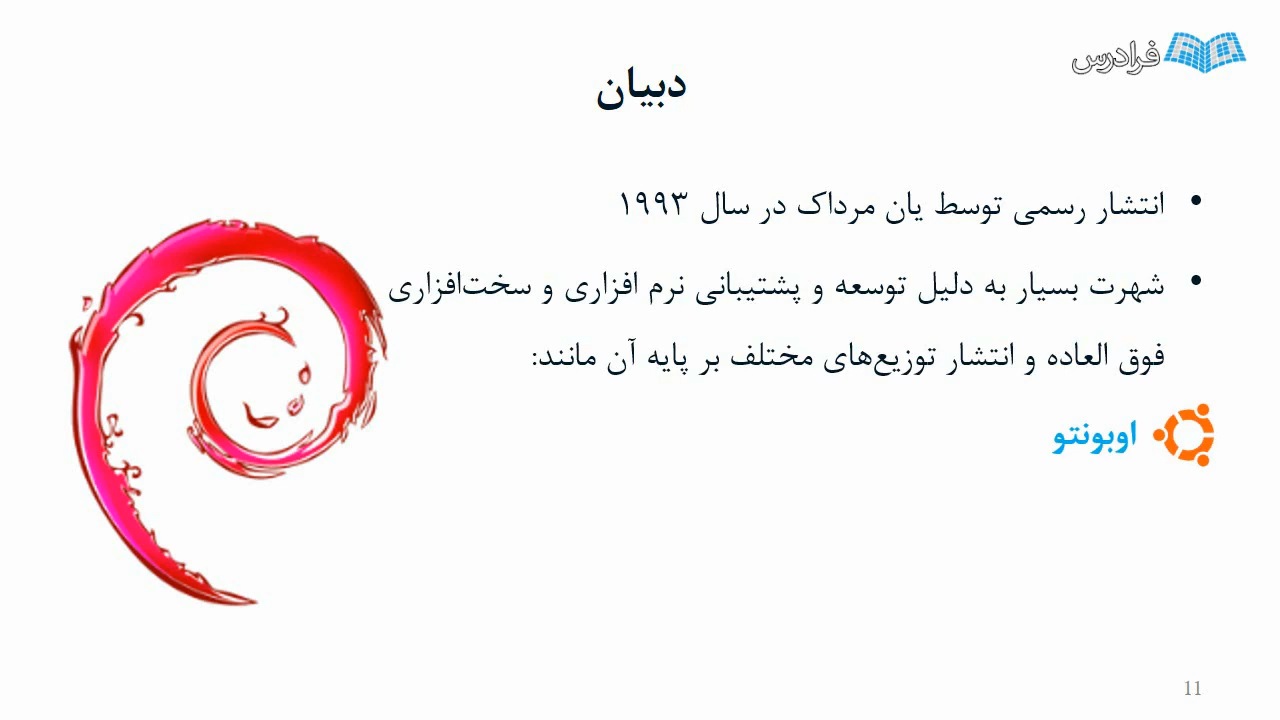 فرادرس
دبیان
• انتشار رسمی توسط یان مرداک در سال ۱۹۹۳
• شهرت بسیار به دلیل توسعه و پشتیبانی نرم افزاری و سخت‌افزاری
فوق العاده و انتشار توزیع‌های مختلف بر پایه آن مانند:
اوبونتو
11